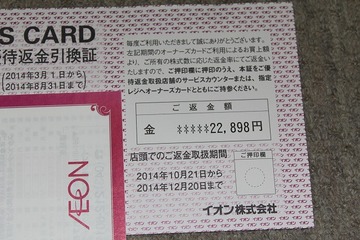 S CARD
待返金引換証
(2014年3月1日から
2014年8月31日まで)
毎度ご利用いただきまして誠にありがとうございます。
左記期間のオーナーズカードご利用によるお買上額
より、ご所有の株式数に応じた返金率にてご返金い
たしますので、ご押印欄に押印のうえ、本証をご優
待返金取扱店舗のサービスカウンターまたは、指定
レジへオーナーズカードとともにご持参ください。
ご返金額
金 *****22,898円
店頭でのご返金取扱期間
2014年10月21日から
2014年12月20日まで
ご押印欄
イオン株式会社
ÆON